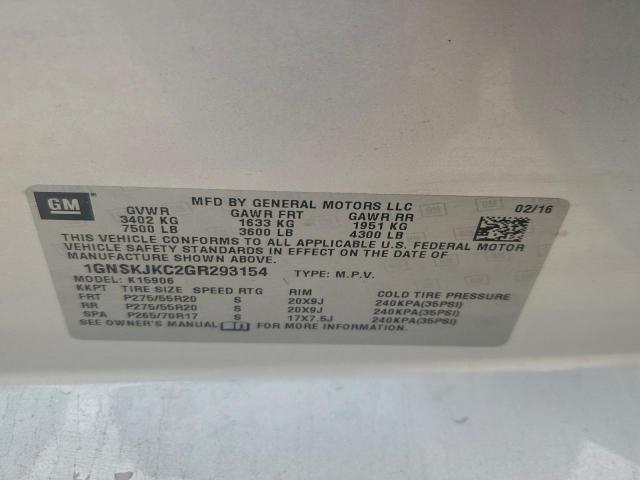 GM
MFD BY GENERAL MOTORS LLC
02/16
GVWR GAWR FRT GAWR RR
3402 KG 1633 KG 1951 KG
7500 LB 3600 LB 4300 LB
THIS VEHICLE CONFORMS TO ALL APPLICABLE U.S. FEDERAL MOTOR
VEHICLE SAFETY STANDARDS IN EFFECT ON THE DATE OF
MANUFACTURE SHOWN ABOVE.
1GNSKJKC2GR293154 TYPE: M.P.V.
MODEL: K15906
KKPT TIRE SIZE SPEED RTG RIM COLD TIRE PRESSURE
FRT P275/55R20 S 20X9J 240KPA(35PSI)
RR P275/55R20 S 20X9J 240KPA(35PSI)
SPA P265/70R17 S 17X7.5J 240KPA(35PSI)
SEE OWNER'S MANUAL FOR MORE INFORMATION.